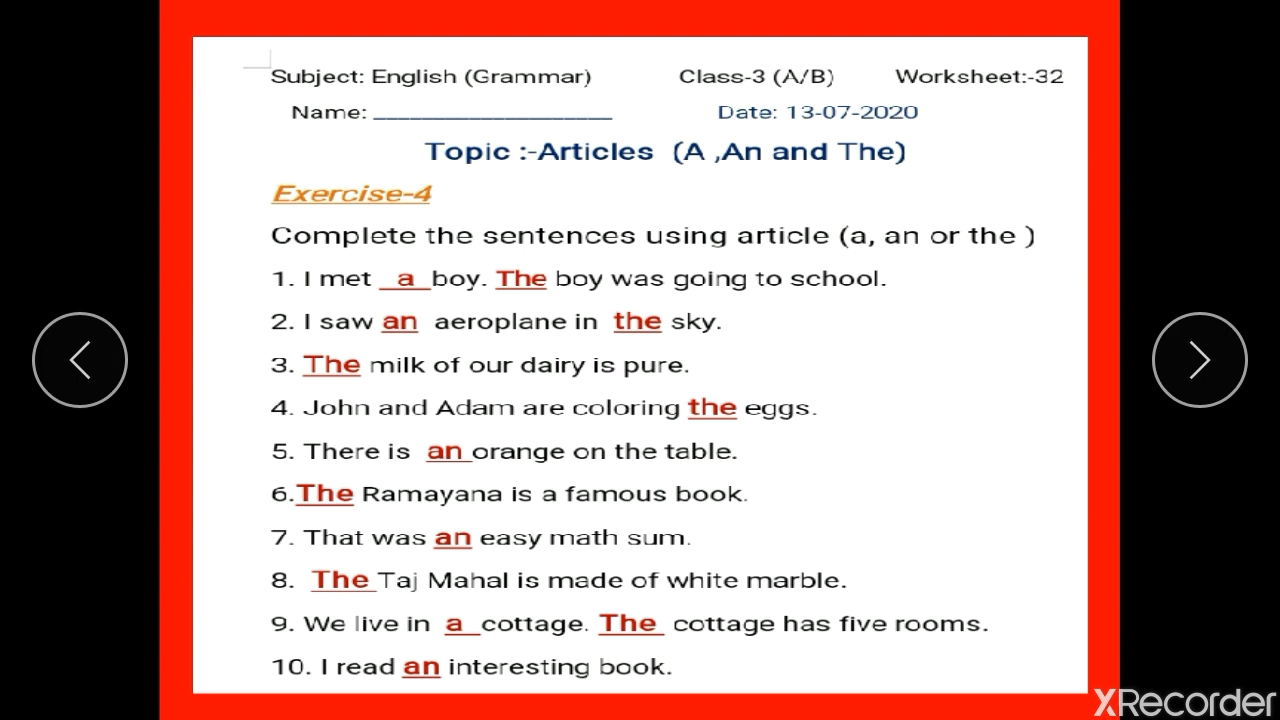 Subject: English (Grammar) Class-3 (A/B) Worksheet:-32
Name: ____________________ Date: 13-07-2020
Topic :-Articles (A ,An and The)
Exercise-4
Complete the sentences using article (a, an or the )
1. I met _a_boy. The boy was going to school.
2. I saw an aeroplane in the sky.
3. The milk of our dairy is pure.
4. John and Adam are coloring the eggs.
5. There is an orange on the table.
6.The Ramayana is a famous book.
7. That was an easy math sum.
8. The Taj Mahal is made of white marble.
9. We live in a cottage. The cottage has five rooms.
10. I read an interesting book.
XRecorder